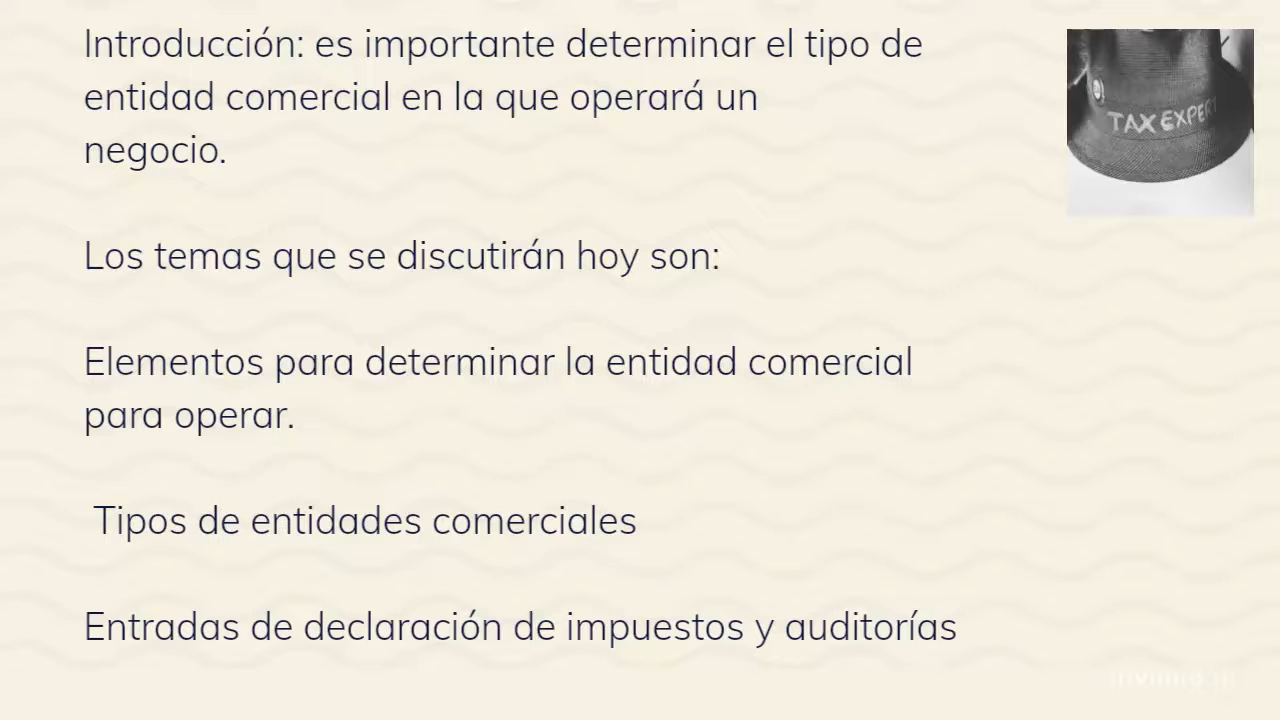 Introducción: es importante determinar el tipo de
entidad comercial en la que operará un
negocio.
Los temas que se discutirán hoy son:
Elementos para determinar la entidad comercial
para operar.
Tipos de entidades comerciales
Entradas de declaración de impuestos y auditorías
TAX EXPERT